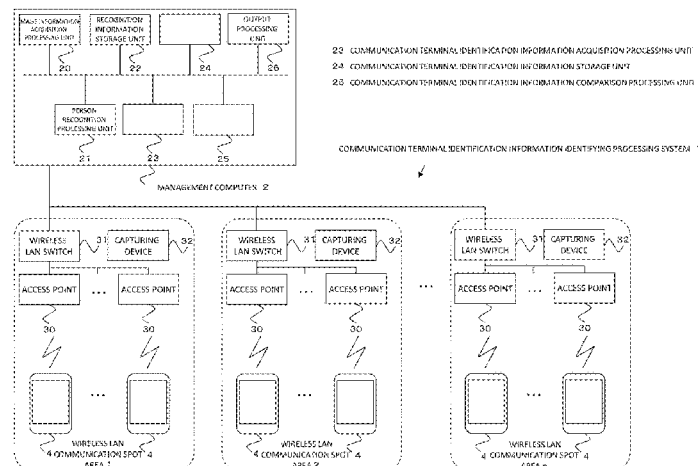 IMAGE INFORMATION
ACQUISITION
PROCESSING UNIT
20
RECOGNITION
INFORMATION
STORAGE UNIT
22
24
OUTPUT
PROCESSING
UNIT
26
PERSON
RECOGNITION
PROCESSING UNIT
21
23
25
MANAGEMENT COMPUTER 2
23 COMMUNICATION TERMINAL IDENTIFICATION INFORMATION ACQUISITION PROCESSING UNIT
24 COMMUNICATION TERMINAL IDENTIFICATION INFORMATION STORAGE UNIT
25 COMMUNICATION TERMINAL IDENTIFICATION INFORMATION COMPARISON PROCESSING UNIT
COMMUNICATION TERMINAL IDENTIFICATION INFORMATION IDENTIFYING PROCESSING SYSTEM 1
WIRELESS
LAN SWITCH
31
CAPTURING
DEVICE
32
ACCESS POINT
...
ACCESS POINT
30
30
...
WIRELESS LAN
4 COMMUNICATION SPOT 4
AREA 1
WIRELESS
LAN SWITCH
31
CAPTURING
DEVICE
32
ACCESS POINT
...
ACCESS POINT
30
30
...
WIRELESS LAN
4 COMMUNICATION SPOT 4
AREA 2
...
WIRELESS
LAN SWITCH
31
CAPTURING
DEVICE
32
ACCESS POINT
...
ACCESS POINT
30
30
...
WIRELESS LAN
4 COMMUNICATION SPOT 4
AREA